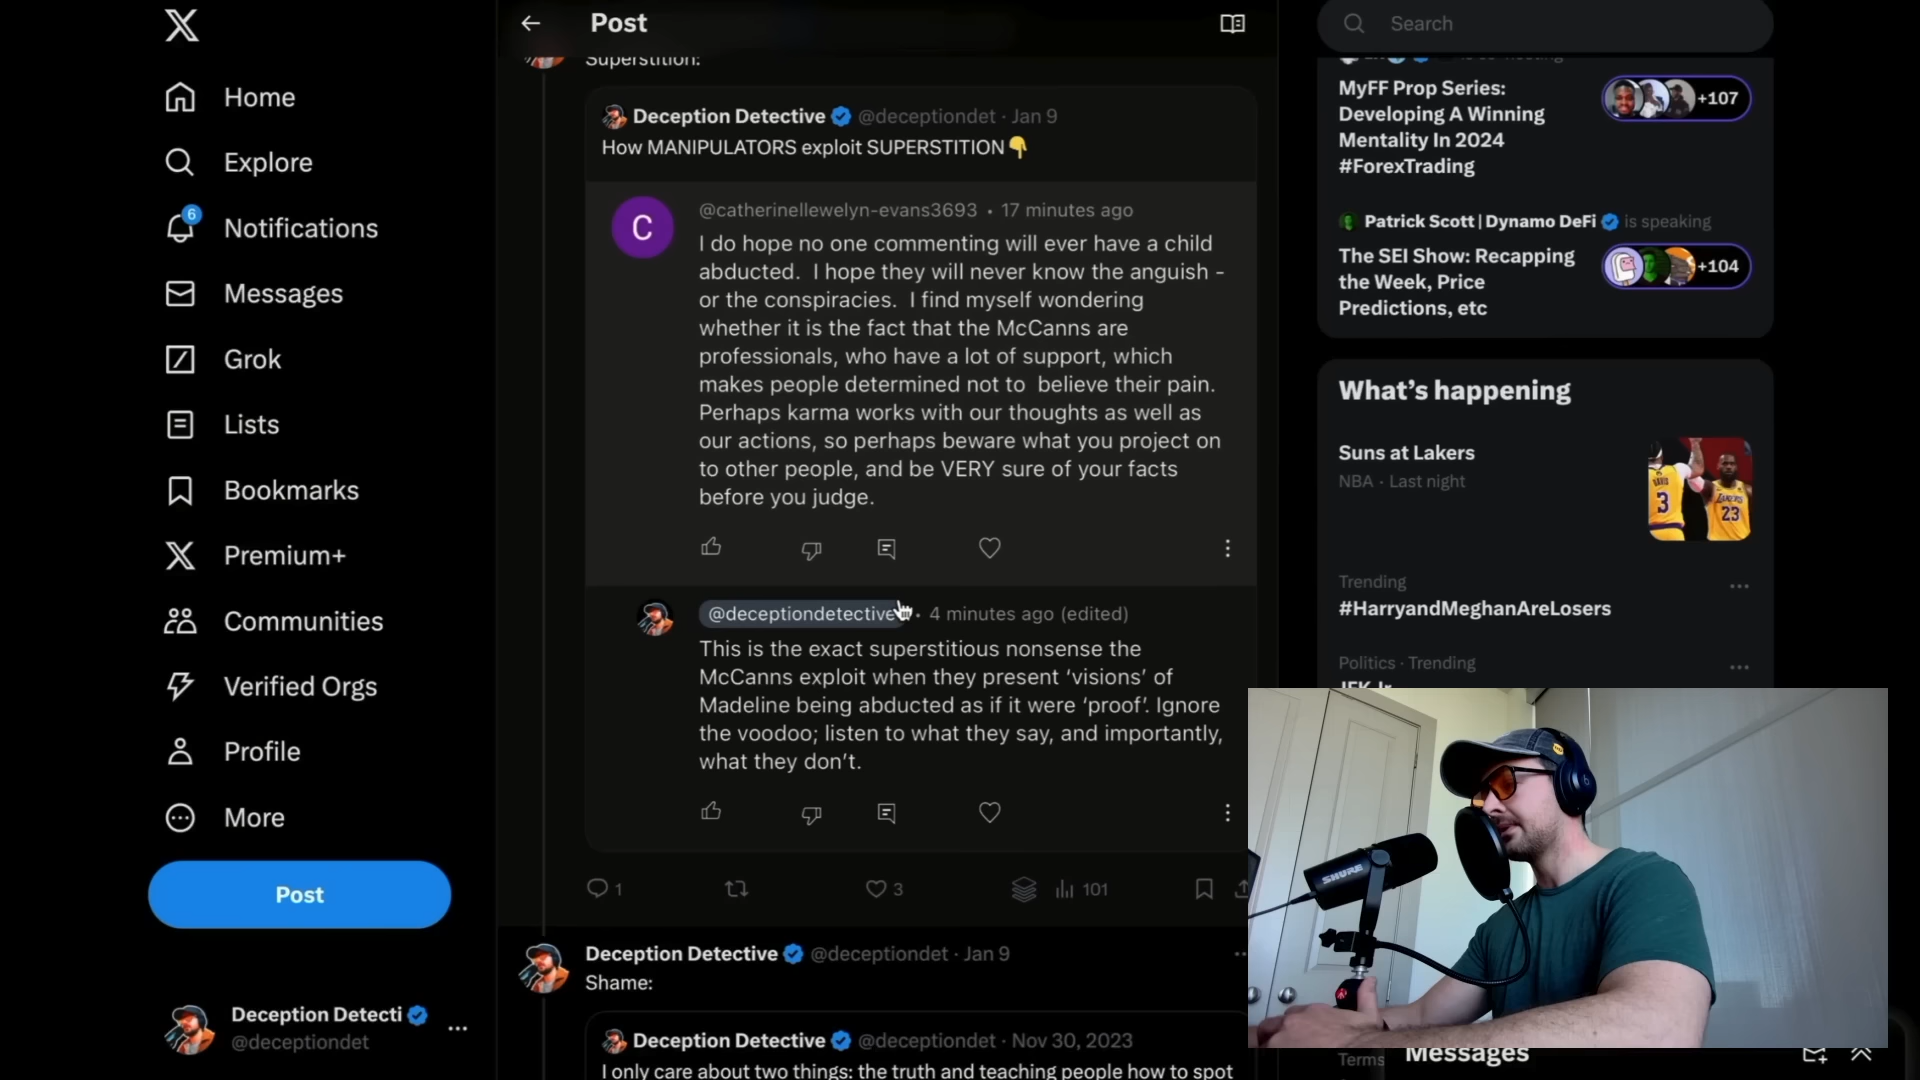 Home
Explore
6
Notifications
Messages
Grok
Lists
Bookmarks
Premium+
Communities
Verified Orgs
Profile
More
Post
Deception Detecti
@deceptiondet
Post
Superstition:
Deception Detective @deceptiondet · Jan 9
How MANIPULATORS exploit SUPERSTITION
C
@catherinellewelyn-evans3693 • 17 minutes ago
I do hope no one commenting will ever have a child
abducted. I hope they will never know the anguish -
or the conspiracies. I find myself wondering
whether it is the fact that the McCanns are
professionals, who have a lot of support, which
makes people determined not to believe their pain.
Perhaps karma works with our thoughts as well as
our actions, so perhaps beware what you project on
to other people, and be VERY sure of your facts
before you judge.
@deceptiondetective • 4 minutes ago (edited)
This is the exact superstitious nonsense the
McCanns exploit when they present ‘visions’ of
Madeline being abducted as if it were ‘proof’. Ignore
the voodoo; listen to what they say, and importantly,
what they don’t.
1
3
101
Deception Detective @deceptiondet · Jan 9
Shame:
Deception Detective @deceptiondet · Nov 30, 2023
I only care about two things: the truth and teaching people how to spot
Search
MyFF Prop Series:
Developing A Winning
Mentality In 2024
#ForexTrading
+107
Patrick Scott | Dynamo DeFi is speaking
The SEI Show: Recapping
the Week, Price
Predictions, etc
+104
What’s happening
Suns at Lakers
NBA · Last night
3
23
Trending
#HarryandMeghanAreLosers
Politics · Trending
SHURE
Terms
Messages